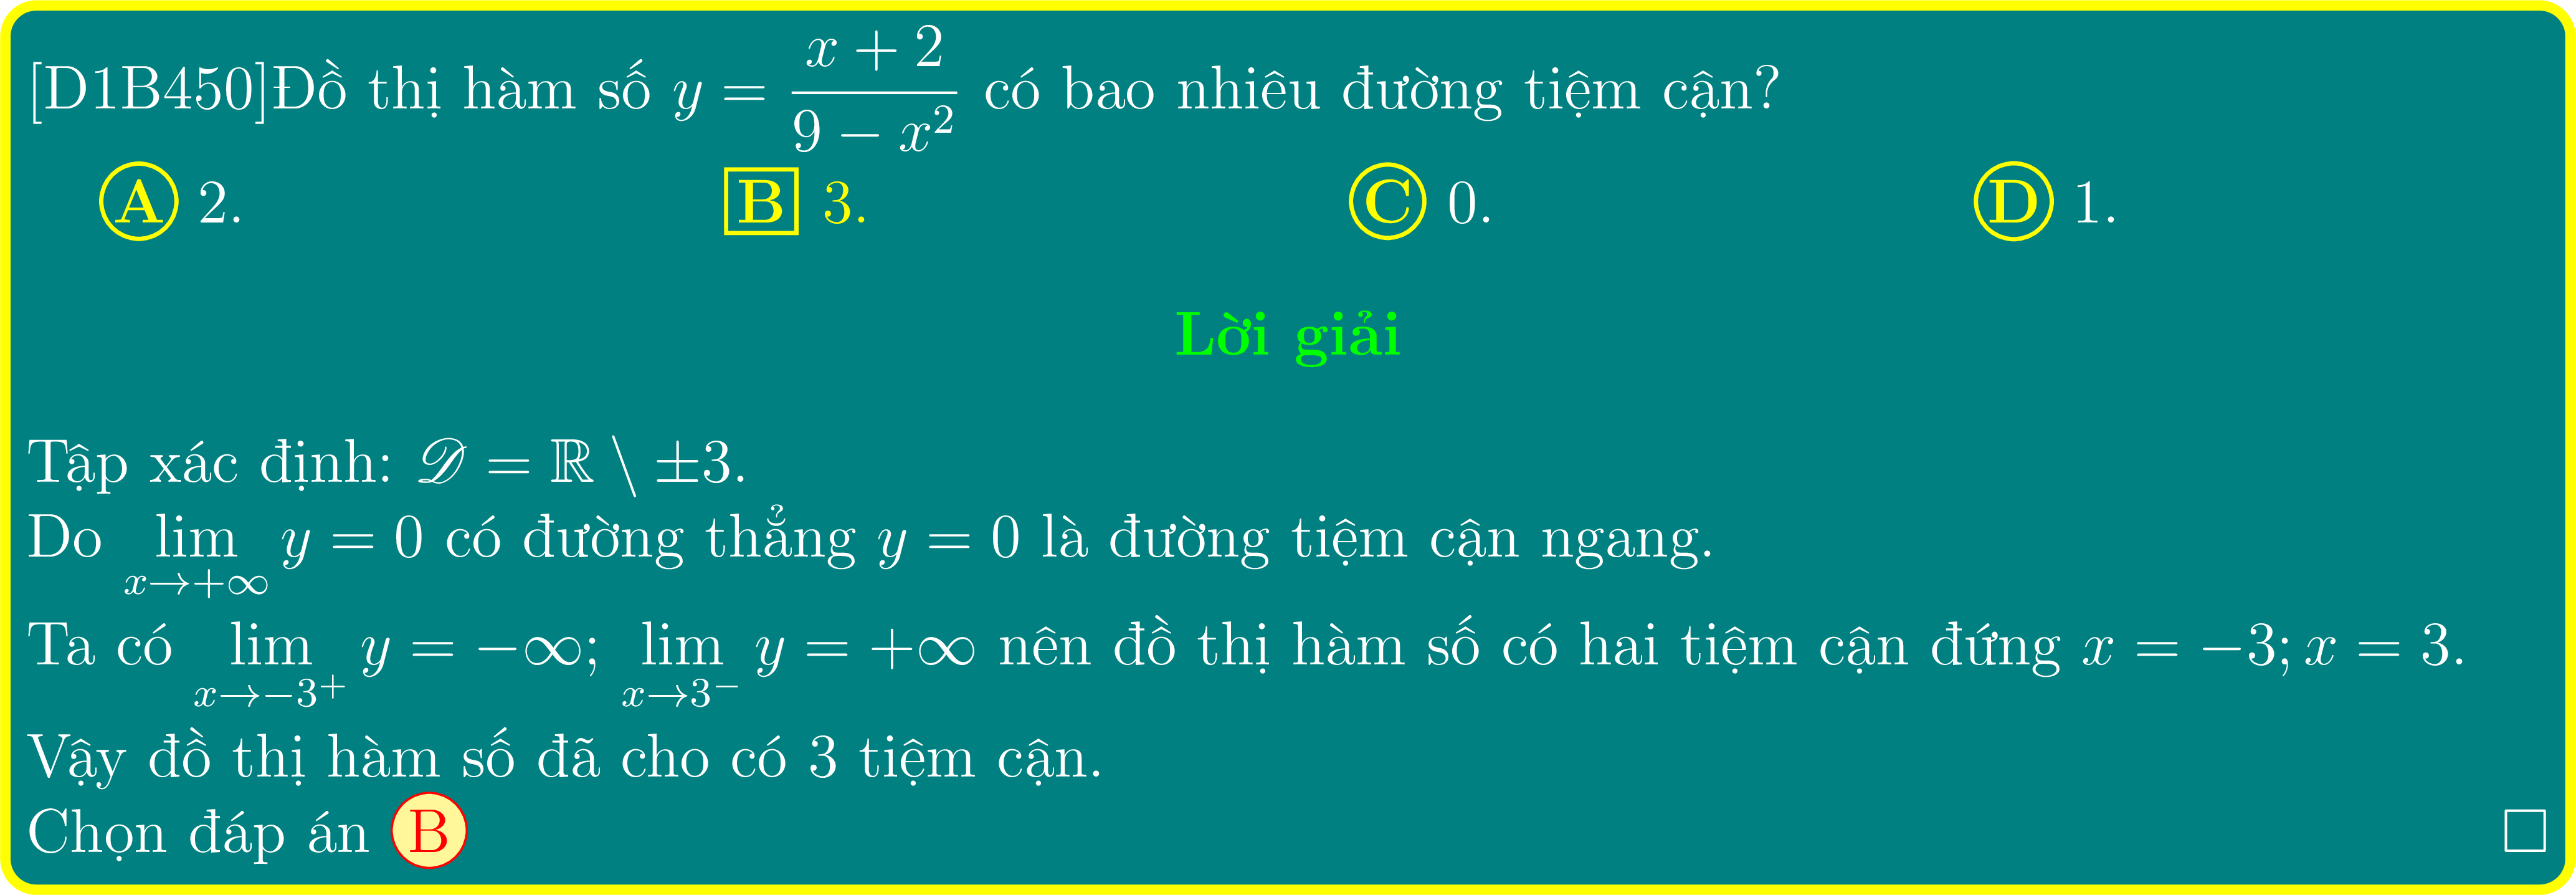 [D1B450]Đồ thị hàm số $y = \dfrac{x+2}{9-x^2}$ có bao nhiêu đường tiệm cận?
A 2. B 3. C 0. D 1.
Lời giải
Tập xác định: $\mathscr{D} = \mathbb{R} \setminus \pm 3$.
Do $\lim\limits_{x \to +\infty} y = 0$ có đường thẳng $y = 0$ là đường tiệm cận ngang.
Ta có $\lim\limits_{x \to -3^+} y = -\infty; \lim\limits_{x \to 3^-} y = +\infty$ nên đồ thị hàm số có hai tiệm cận đứng $x = -3; x = 3$.
Vậy đồ thị hàm số đã cho có 3 tiệm cận.
Chọn đáp án B □